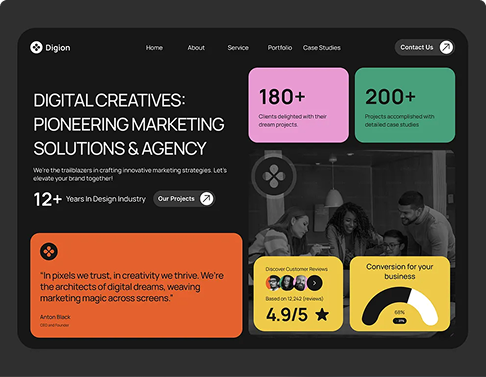 Digion
Home
About
Service
Portfolio
Case Studies
Contact Us
DIGITAL CREATIVES:
PIONEERING MARKETING
SOLUTIONS & AGENCY
We're the trailblazers in crafting innovative marketing strategies. Let's
elevate your brand together!
12+ Years In Design Industry
Our Projects
180+
Clients delighted with their
dream projects.
200+
Projects accomplished with
detailed case studies.
"In pixels we trust, in creativity we thrive. We're
the architects of digital dreams, weaving
marketing magic across screens."
Anton Black
CEO and Founder
Discover Customer Reviews
Based on 12,242 (reviews)
4.9/5
Conversion for your
business
68%